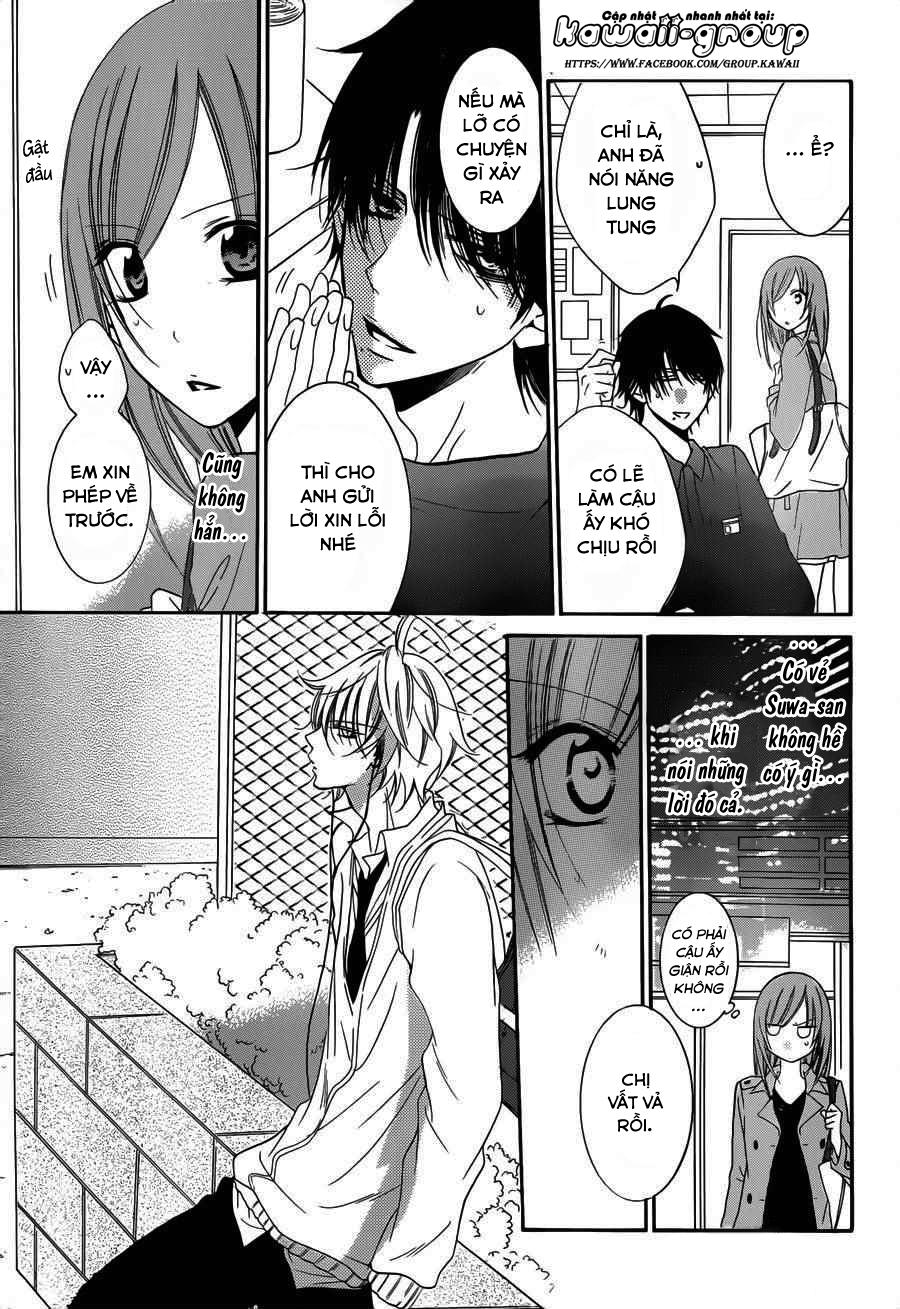 Cập nhật nhanh nhất tại:
kawaii-group
HTTPS://WWW.FACEBOOK.COM/GROUP.KAWAII
... Ể?
CHỈ LÀ,
ANH ĐÃ
NÓI NĂNG
LUNG
TUNG
CÓ LẼ
LÀM CẬU
ẤY KHÓ
CHỊU RỒI
NẾU MÀ
LỠ CÓ
CHUYỆN
GÌ XẢY
RA
THÌ CHO
ANH GỬI
LỜI XIN LỖI
NHÉ
Gật
đầu
VẬY
...
EM XIN
PHÉP VỀ
TRƯỚC.
Cũng
không
hẳn...
...
Có vẻ
Suwa-san
không hề
có ý gì...
... khi
nói những
lời đó cả.
CÓ PHẢI
CẬU ẤY
GIẬN RỒI
KHÔNG
...
CHỊ
VẤT VẢ
RỒI.